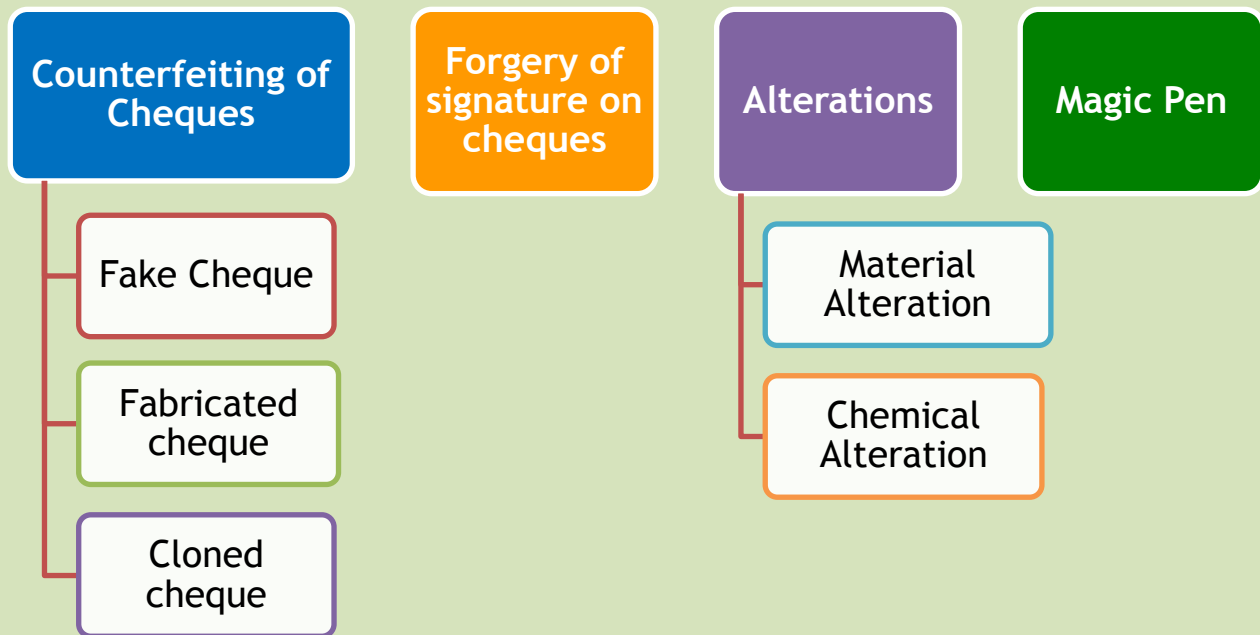 Counterfeiting of
Cheques
Fake Cheque
Fabricated
cheque
Cloned
cheque
Forgery of
signature on
cheques
Alterations
Material
Alteration
Chemical
Alteration
Magic Pen